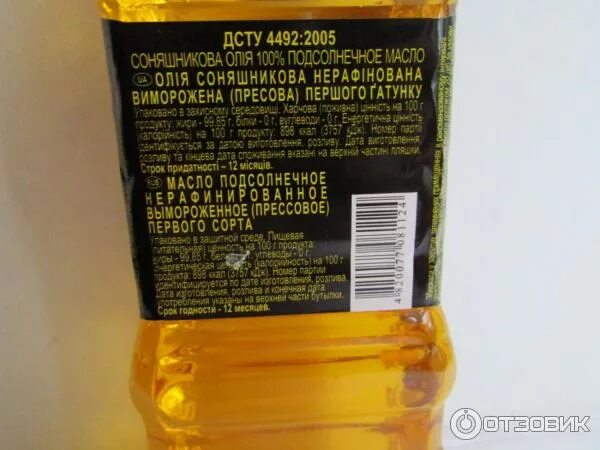 ДСТУ 4492:2005
СОНЯШНИКОВА ОЛІЯ 100% ПОДСОЛНЕЧНОЕ МАСЛО
UA ОЛІЯ СОНЯШНИКОВА НЕРАФІНОВАНА
ВИМОРОЖЕНА (ПРЕСОВА) ПЕРШОГО ҐАТУНКУ
Упаковано в захисному середовищі. Харчова (поживна) цінність на 100 г
продукту: жири - 99,85 г, білки - 0 г, вуглеводи - 0 г. Енергетична цінність
(калорійність) на 100 г продукту: 898 ккал (3757 кДж). Номер партії
ідентифікується за датою виготовлення, розливу. Дата виготовлення,
розливу та кінцева дата споживання вказані на верхній частині пляшки.
Строк придатності - 12 місяців.
RUS МАСЛО ПОДСОЛНЕЧНОЕ
НЕРАФИНИРОВАННОЕ
ВЫМОРОЖЕННОЕ (ПРЕССОВОЕ)
ПЕРВОГО СОРТА
Упаковано в защитной среде. Пищевая
(питательная) ценность на 100 г продукта:
жиры - 99,85 г, углеводы - 0 г.
Энергетическая (калорийность) на 100 г
продукта: 898 ккал (3757 кДж). Номер партии
идентифицируется по дате изготовления, розлива.
Дата изготовления, розлива и конечная дата
употребления указаны на верхней части бутылки.
Срок годности - 12 месяцев.
4 820077 081124
ОТЗОВИК